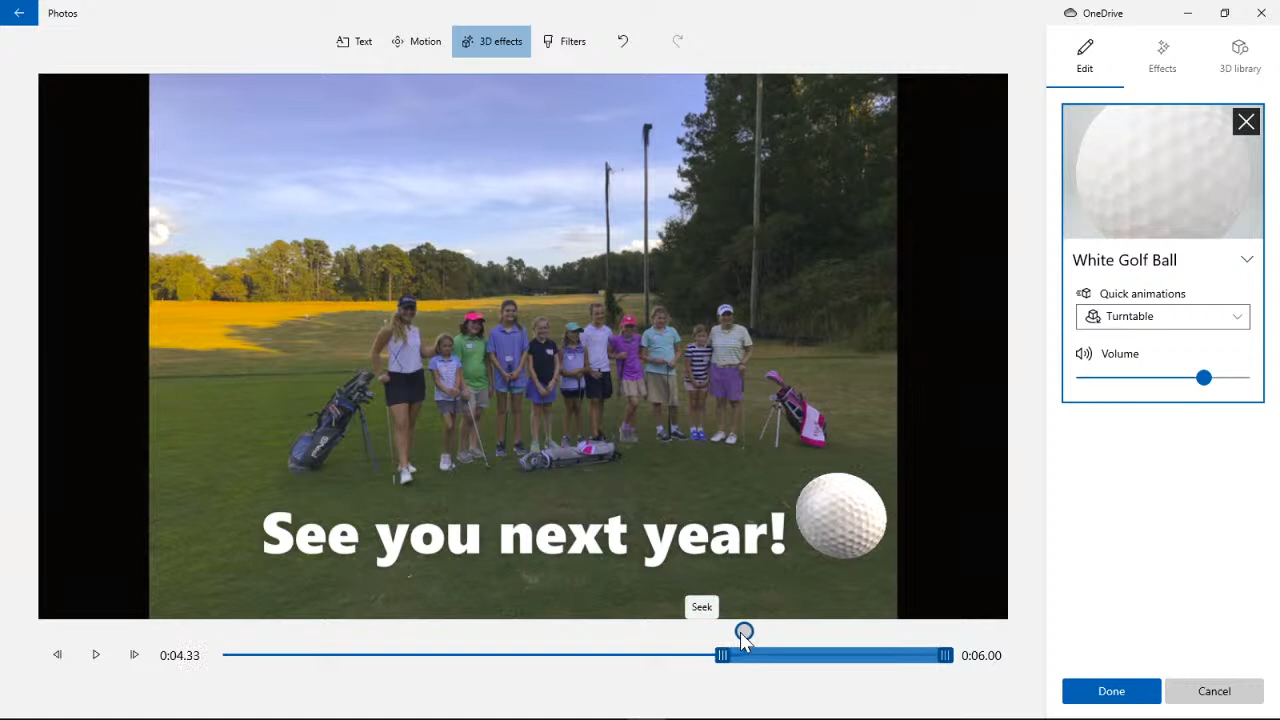 Photos
OneDrive
Text
Motion
3D effects
Filters
Edit
Effects
3D library
White Golf Ball
Quick animations
Turntable
Volume
See you next year!
Seek
0:04.33
0:06.00
Done
Cancel